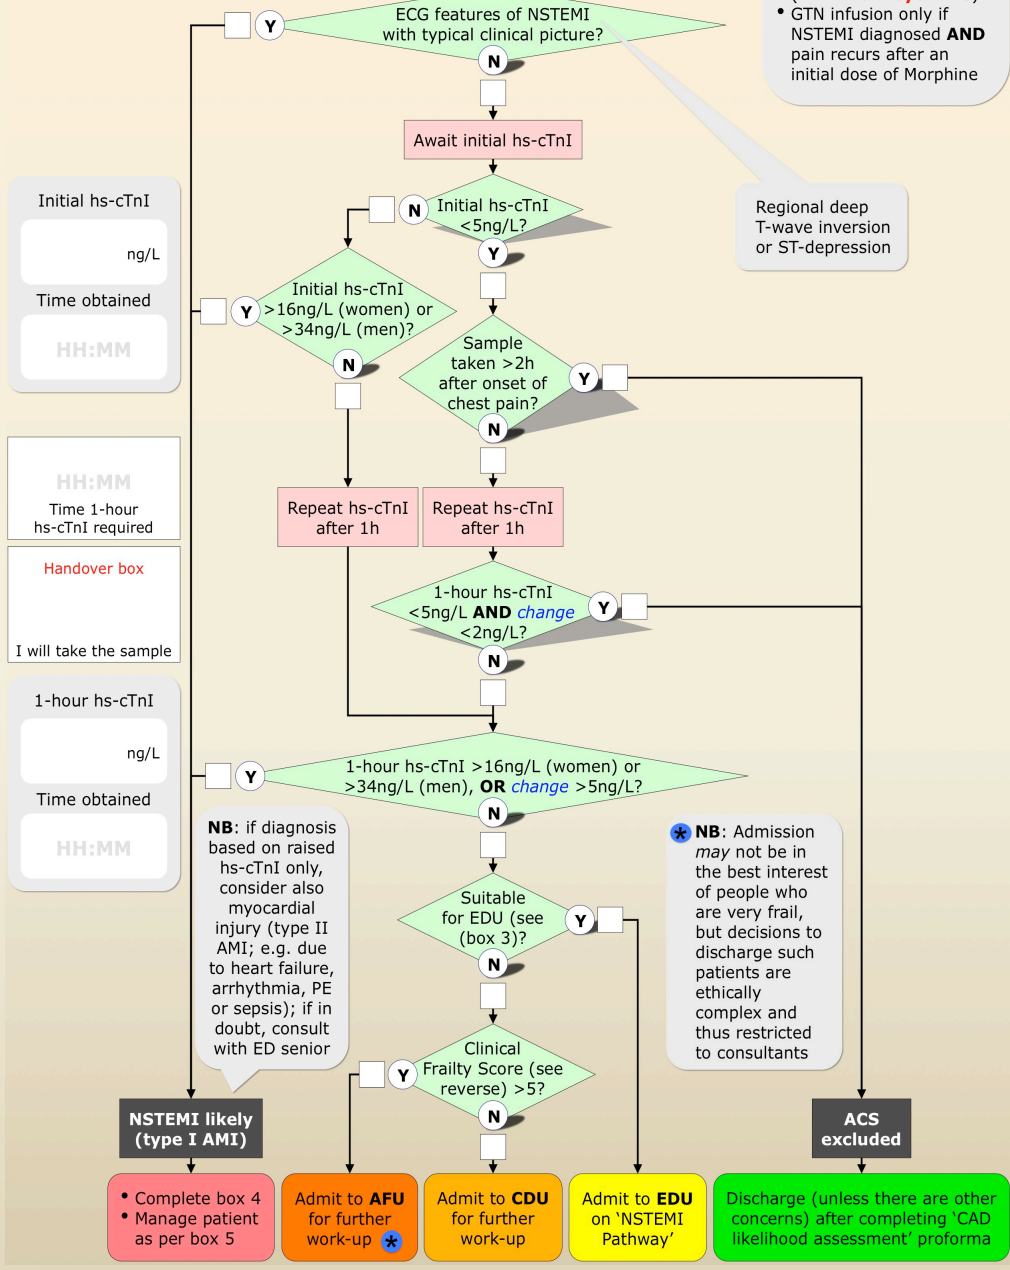 • GTN infusion only if
NSTEMI diagnosed AND
pain recurs after an
initial dose of Morphine
ECG features of NSTEMI
with typical clinical picture?
Y
N
Await initial hs-cTnI
Regional deep
T-wave inversion
or ST-depression
Initial hs-cTnI
ng/L
Time obtained
HH:MM
Initial hs-cTnI
<5ng/L?
N
Y
Initial hs-cTnI
>16ng/L (women) or
>34ng/L (men)?
Y
N
Sample
taken >2h
after onset of
chest pain?
Y
N
HH:MM
Time 1-hour
hs-cTnI required
Repeat hs-cTnI
after 1h
Repeat hs-cTnI
after 1h
Handover box
I will take the sample
1-hour hs-cTnI
<5ng/L AND change
<2ng/L?
Y
N
1-hour hs-cTnI
ng/L
Time obtained
HH:MM
1-hour hs-cTnI >16ng/L (women) or
>34ng/L (men), OR change >5ng/L?
Y
N
NB: if diagnosis
based on raised
hs-cTnI only,
consider also
myocardial
injury (type II
AMI; e.g. due
to heart failure,
arrhythmia, PE
or sepsis); if in
doubt, consult
with ED senior
* NB: Admission
may not be in
the best interest
of people who
are very frail,
but decisions to
discharge such
patients are
ethically
complex and
thus restricted
to consultants
Suitable
for EDU (see
(box 3)?
Y
N
Clinical
Frailty Score (see
reverse) >5?
Y
N
NSTEMI likely
(type I AMI)
ACS
excluded
• Complete box 4
• Manage patient
as per box 5
Admit to AFU
for further
work-up *
Admit to CDU
for further
work-up
Admit to EDU
on ‘NSTEMI
Pathway’
Discharge (unless there are other
concerns) after completing ‘CAD
likelihood assessment’ proforma